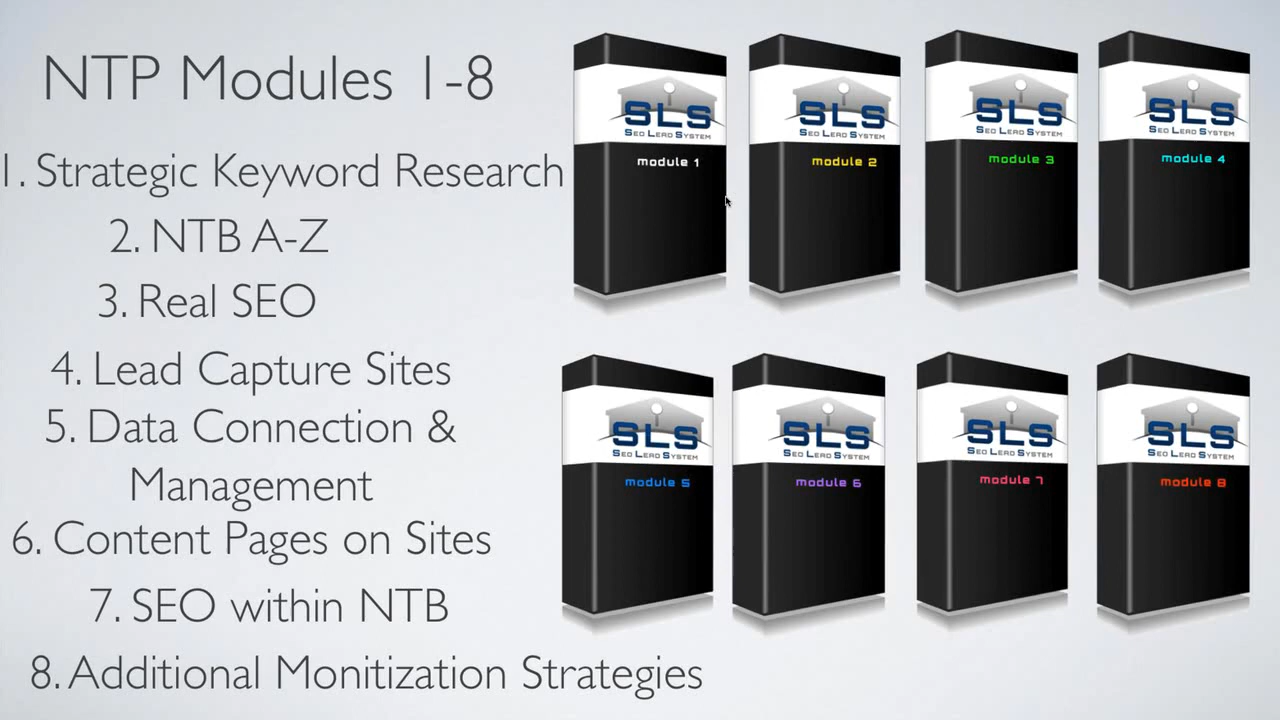 NTP Modules 1-8
1. Strategic Keyword Research
2. NTB A-Z
3. Real SEO
4. Lead Capture Sites
5. Data Connection &
Management
6. Content Pages on Sites
7. SEO within NTB
8. Additional Monitization Strategies
SLS
Seo Lead System
module 1
SLS
Seo Lead System
module 2
SLS
Seo Lead System
module 3
SLS
Seo Lead System
module 4
SLS
Seo Lead System
module 5
SLS
Seo Lead System
module 6
SLS
Seo Lead System
module 7
SLS
Seo Lead System
module 8